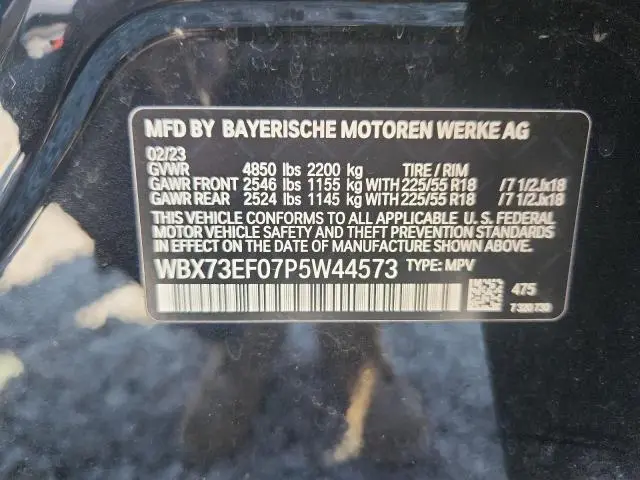 MFD BY BAYERISCHE MOTOREN WERKE AG
02/23
GVWR 4850 lbs 2200 kg TIRE / RIM
GAWR FRONT 2546 lbs 1155 kg WITH 225/55 R18 /7 1/2Jx18
GAWR REAR 2524 lbs 1145 kg WITH 225/55 R18 /7 1/2Jx18
THIS VEHICLE CONFORMS TO ALL APPLICABLE U. S. FEDERAL
MOTOR VEHICLE SAFETY AND THEFT PREVENTION STANDARDS
IN EFFECT ON THE DATE OF MANUFACTURE SHOWN ABOVE.
WBX73EF07P5W44573 TYPE: MPV
475